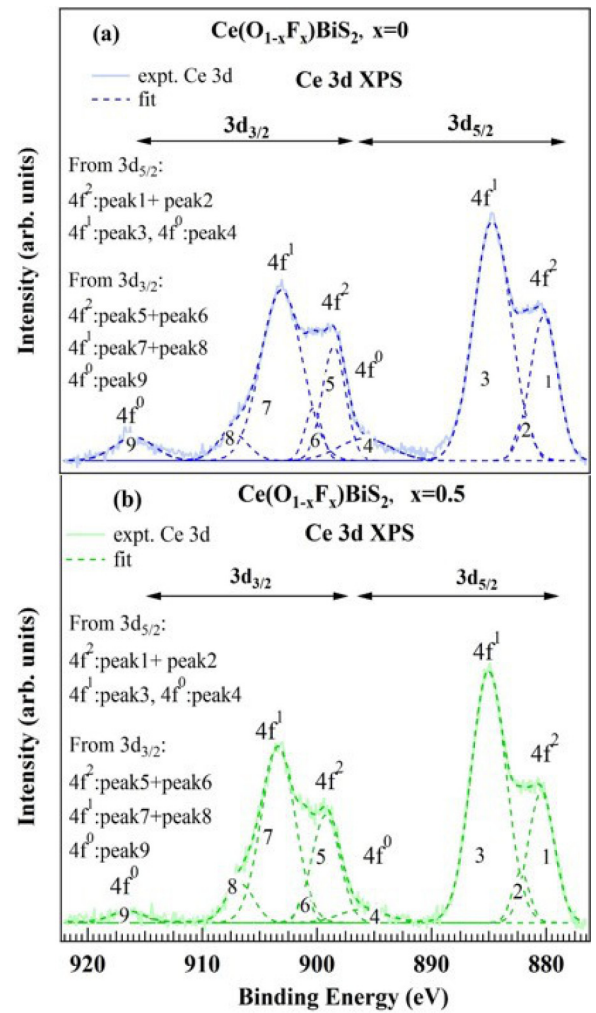 (a)
Ce(O₁₋ₓFₓ)BiS₂, x=0
expt. Ce 3d
fit
Ce 3d XPS
3d₃/₂
3d₅/₂
From 3d₅/₂:
4f²:peak1+ peak2
4f¹:peak3, 4f⁰:peak4
From 3d₃/₂:
4f²:peak5+peak6
4f¹:peak7+peak8
4f⁰:peak9
4f¹
4f²
4f¹
4f²
4f⁰
4f⁰
9
8
7
6
5
4
3
2
1
Intensity (arb. units)
(b)
Ce(O₁₋ₓFₓ)BiS₂, x=0.5
expt. Ce 3d
fit
Ce 3d XPS
3d₃/₂
3d₅/₂
From 3d₅/₂:
4f²:peak1+ peak2
4f¹:peak3, 4f⁰:peak4
From 3d₃/₂:
4f²:peak5+peak6
4f¹:peak7+peak8
4f⁰:peak9
4f¹
4f²
4f¹
4f²
4f⁰
4f⁰
9
8
7
6
5
4
3
2
1
Intensity (arb. units)
920 910 900 890 880
Binding Energy (eV)